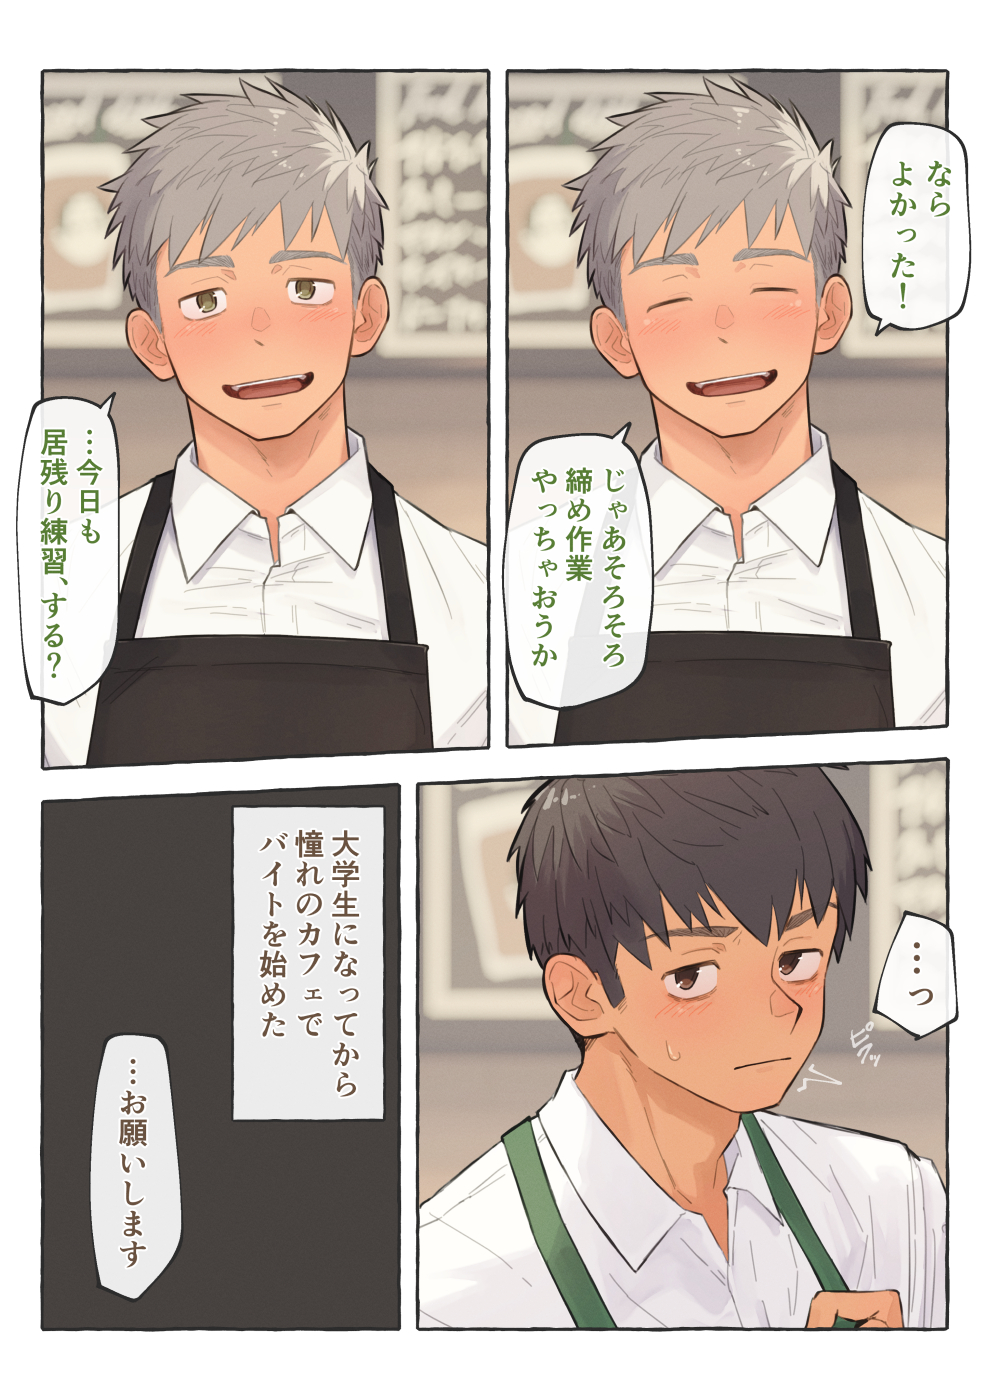 なら
よかった！
じゃあそろそろ
締め作業
やっちゃおうか
…今日も
居残り練習、する？
…っ
ピクッ
大学生になってから
憧れのカフェで
バイトを始めた
…お願いします